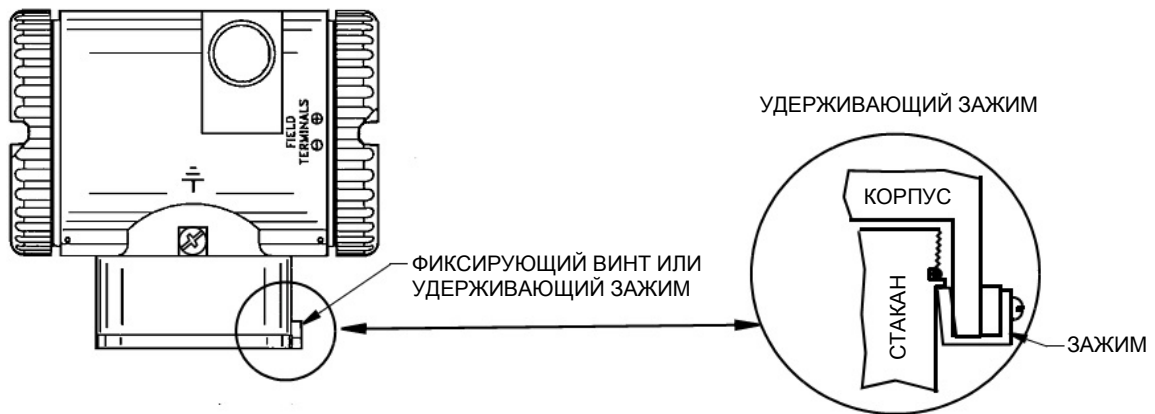 FIELD
TERMINALS
ФИКСИРУЮЩИЙ ВИНТ ИЛИ
УДЕРЖИВАЮЩИЙ ЗАЖИМ
УДЕРЖИВАЮЩИЙ ЗАЖИМ
КОРПУС
СТАКАН
ЗАЖИМ